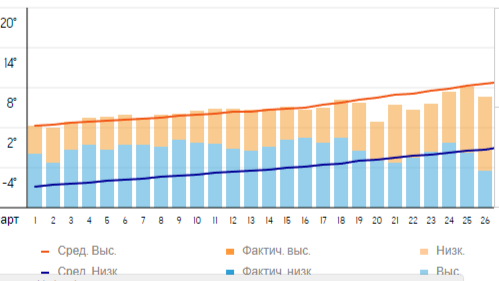 20°
14°
8°
2°
-4°
арт 1 2 3 4 5 6 7 8 9 10 11 12 13 14 15 16 17 18 19 20 21 22 23 24 25 26
Сред. Выс. Фактич. выс. Низк.
Сред. Низк. Фактич. низк. Выс.